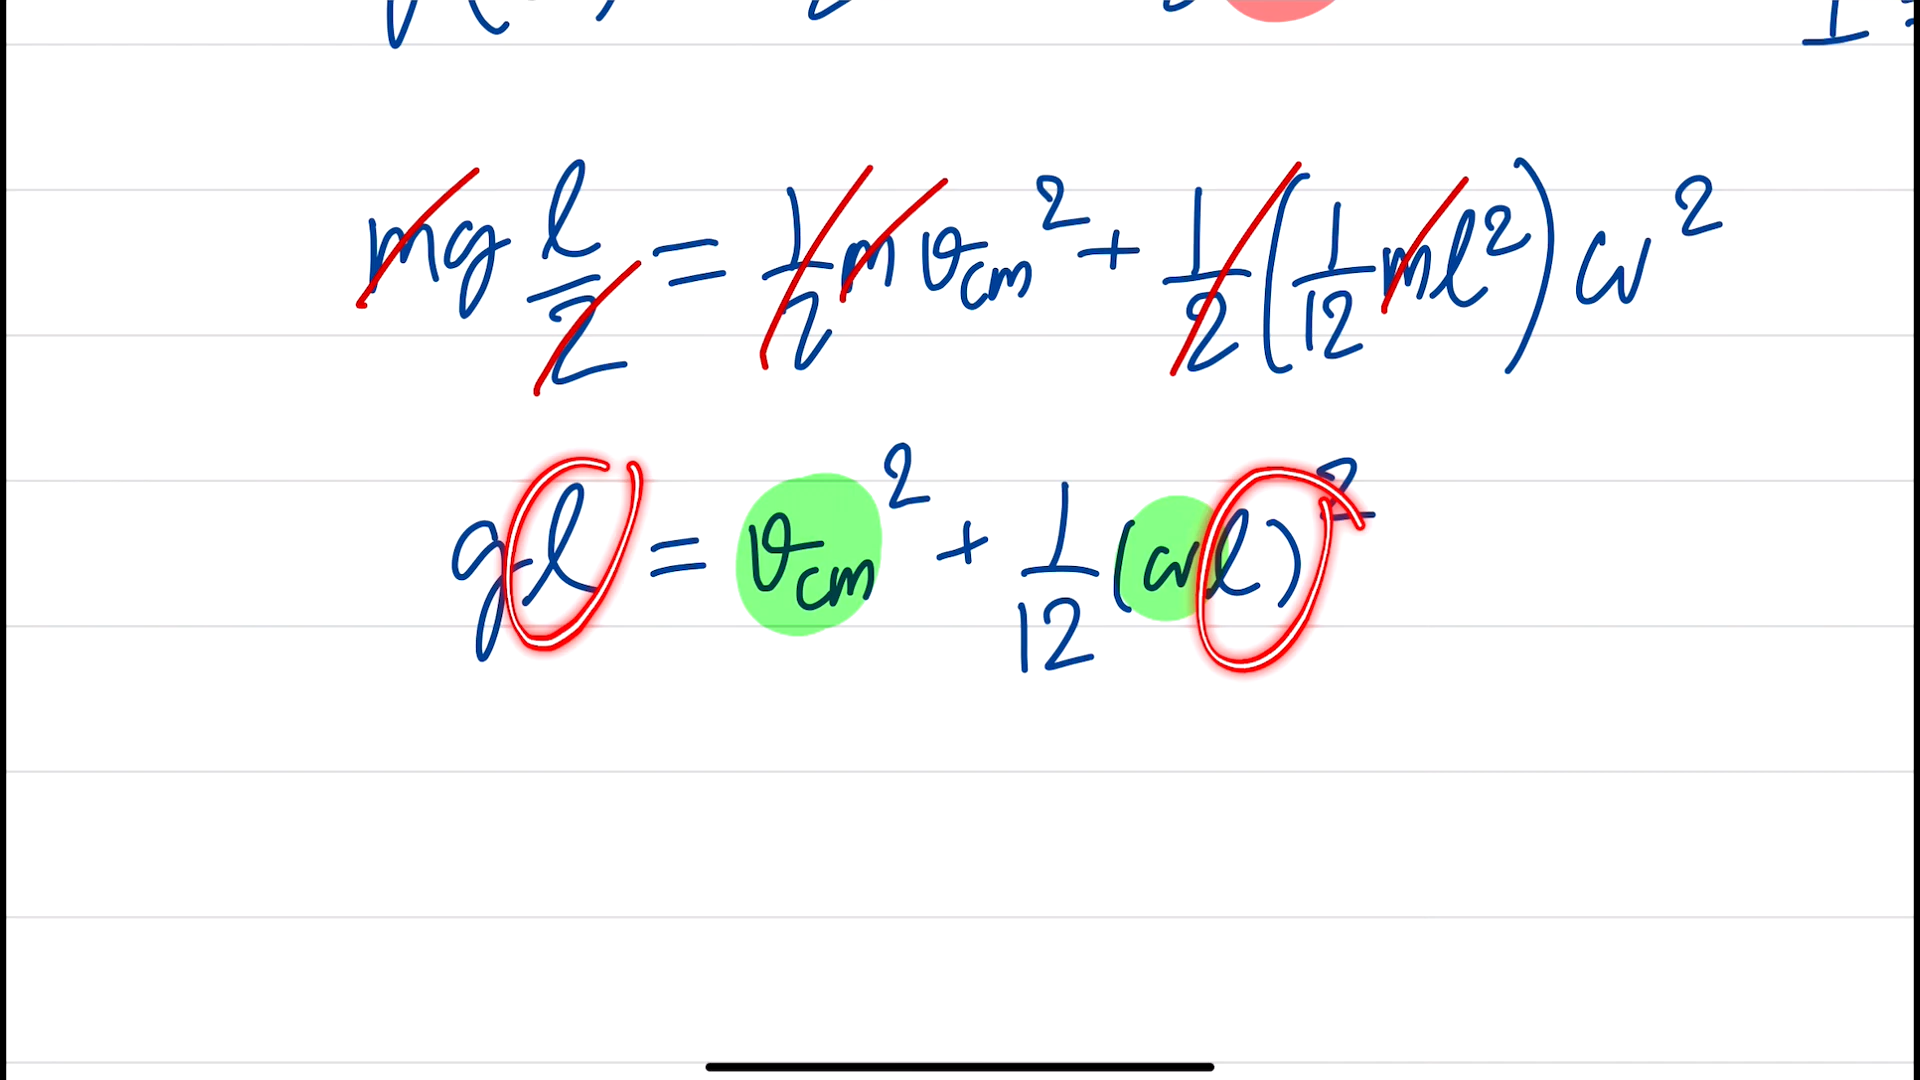 mg l/2 = 1/2 m v_cm^2 + 1/2 (1/12 ml^2) ω^2
gl = v_cm^2 + 1/12 (ωl)^2